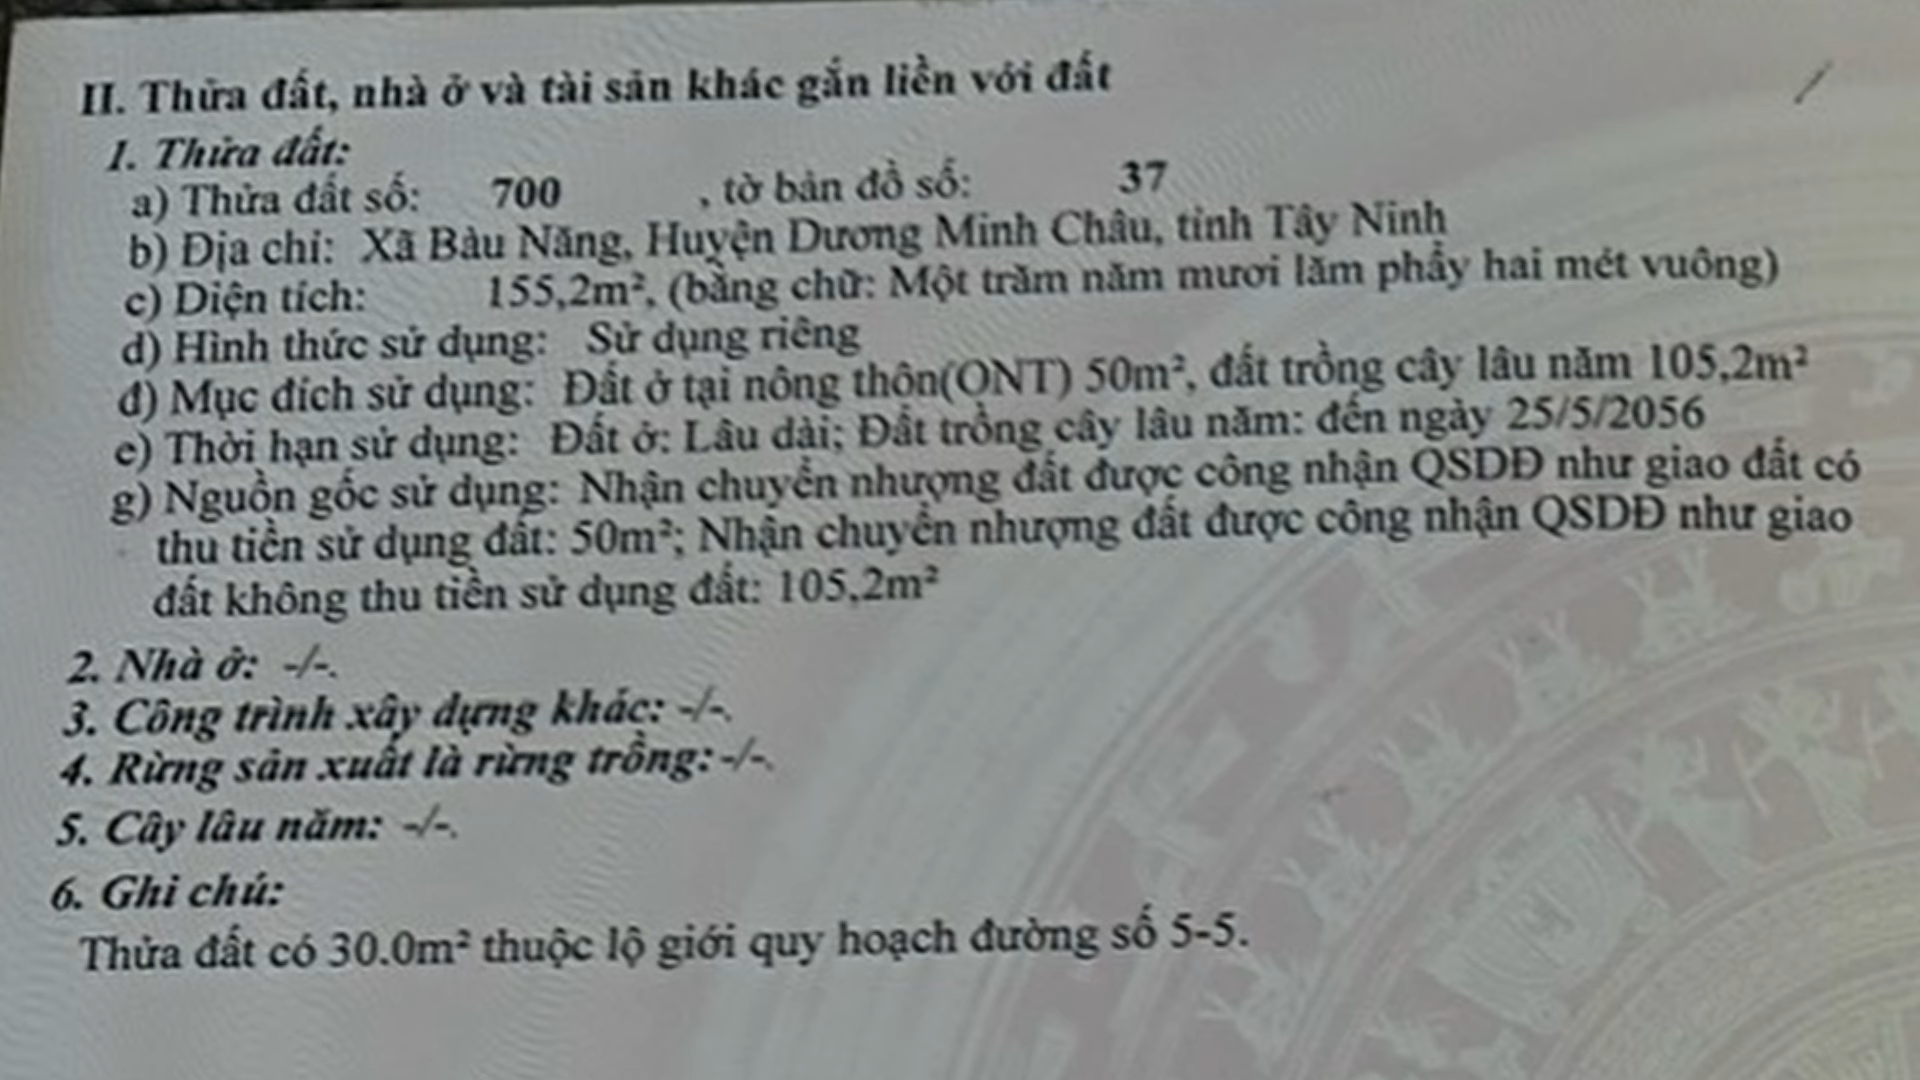 II. Thửa đất, nhà ở và tài sản khác gắn liền với đất
1. Thửa đất:
a) Thửa đất số: 700 , tờ bản đồ số: 37
b) Địa chỉ: Xã Bàu Năng, Huyện Dương Minh Châu, tỉnh Tây Ninh
c) Diện tích: 155,2m², (bằng chữ: Một trăm năm mươi lăm phẩy hai mét vuông)
d) Hình thức sử dụng: Sử dụng riêng
đ) Mục đích sử dụng: Đất ở tại nông thôn(ONT) 50m², đất trồng cây lâu năm 105,2m²
e) Thời hạn sử dụng: Đất ở: Lâu dài; Đất trồng cây lâu năm: đến ngày 25/5/2056
g) Nguồn gốc sử dụng: Nhận chuyển nhượng đất được công nhận QSDĐ như giao đất có
thu tiền sử dụng đất: 50m²; Nhận chuyển nhượng đất được công nhận QSDĐ như giao
đất không thu tiền sử dụng đất: 105,2m²
2. Nhà ở: -/-.
3. Công trình xây dựng khác: -/-.
4. Rừng sản xuất là rừng trồng: -/-.
5. Cây lâu năm: -/-.
6. Ghi chú:
Thửa đất có 30.0m² thuộc lộ giới quy hoạch đường số 5-5.